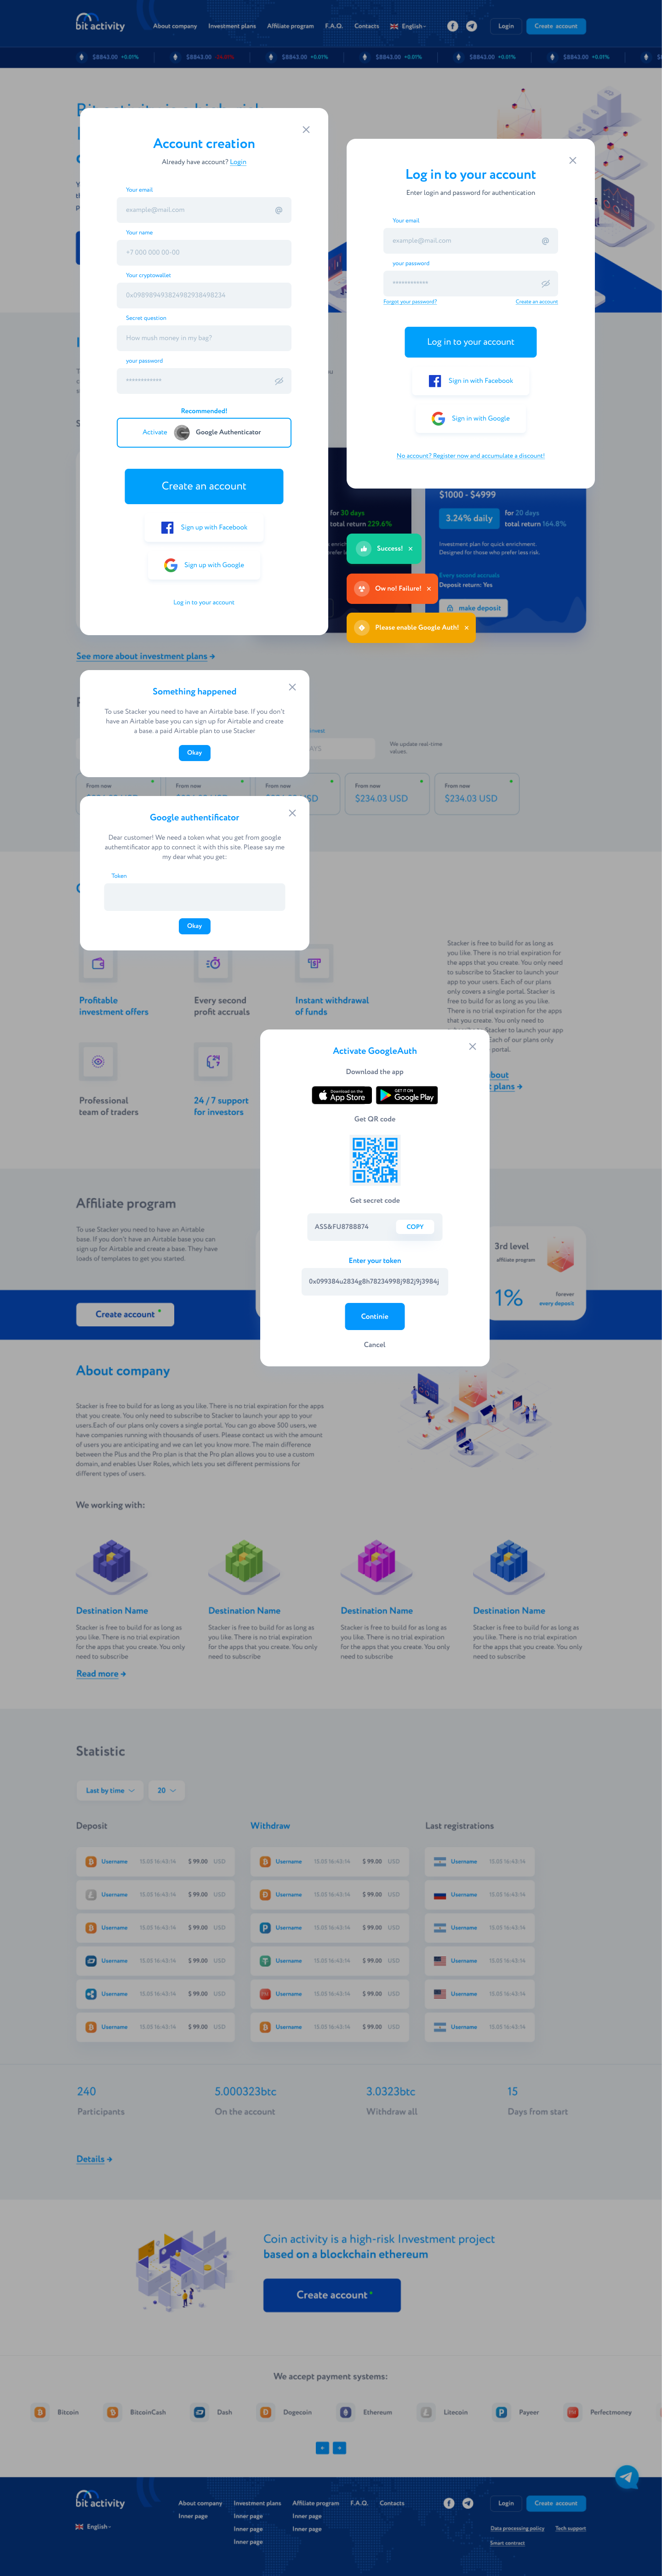 bit activity
About company Investment plans Affiliate program F.A.Q. Contacts English Login Create account
$8843.00 +0.01% $8843.00 $8843.00 +0.01% $8843.00 +0.01% $8843.00 +0.01% $8843.00 +0.01%
Account creation
Already have account? Login
Your email
example@mail.com
Your name
+7 000 000 00-00
Your cryptowallet
Secret question
How mush money in my bag?
your password
************
Recommended!
Activate Google Authenticator
Create an account
Sign up with Facebook
Sign up with Google
Log in to your account
Log in to your account
Enter login and password for authentication
Your email
example@mail.com
your password
************
Forgot your password? Create an account
Log in to your account
Sign in with Facebook
Sign in with Google
No account? Register now and accumulate a deposit!
for 30 days
total return 229.6%
$1000 - $4999
3.24% daily
for 20 days
total return 164.8%
Investment plan for quick enrichment.
Designed for those who prefer less risk.
Every second accruals
Deposit return: Yes
make deposit
Success!
Ow no! Failure!
Please enable Google Auth!
See more about investment plans
Something happened
To use Stacker you need to have an Airtable base. If you don't
have an Airtable base you can sign up for Airtable and create
a base. a paid Airtable plan to use Stacker
Okay
We update real-time
values
From now From now From now From now From now
$234.03 USD $234.03 USD
Google authentificator
Dear customer! We need a token what you get from google
authemtificator app to connect it with this site. Please say me
my dear what you get:
Token
Okay
Profitable
investment offers
Every second
profit accruals
Instant withdrawal
of funds
Professional
team of traders
24 / 7 support
for investors
Stacker is free to build for as long as
you like. There is no trial expiration for
the apps that you create. You only need
to subscribe to Stacker to launch your
app to your users. Each of our plans
only covers a single portal. Stacker is
free to build for as long as you like.
There is no trial expiration for the apps
that you create. You only need to
Stacker to launch your app
Each of our plans only
portal.
Activate GoogleAuth
Download the app
Download on the App Store
GET IT ON Google Play
Get QR code
Get secret code
ASS&FU8788874 COPY
Enter your token
0x099384u2834g8h78234998j982j9j3984j
Continie
Cancel
Affiliate program
To use Stacker you need to have an Airtable
base. If you don't have an Airtable base you can
sign up for Airtable and create a base. They have
loads of templates to get you started.
Create account
3rd level
affiliate program
1%
forever
every deposit
About company
Stacker is free to build for as long as you like. There is no trial expiration for the apps
that you create. You only need to subscribe to Stacker to launch your app to your
users.Each of our plans only covers a single portal. You can go above 500 users, we
have companies running with thousands of users. Please contact us with the amount
of users you are anticipating and we can let you know more. The main difference
between the Plus and the Pro plan is that the Pro plan allows you to use a custom
domain,and enables User Roles, which lets you set different permissions for
different types of users.
We working with:
Destination Name
Stacker is free to build for as long as
you like. There is no trial expiration
for the apps that you create. You only
need to subscribe
Destination Name
Stacker is free to build for as long as
you like. There is no trial expiration
for the apps that you create. You only
need to subscribe
Destination Name
Stacker is free to build for as long as
you like. There is no trial expiration
for the apps that you create. You only
need to subscribe
Destination Name
Stacker is free to build for as long as
you like. There is no trial expiration
for the apps that you create. You only
need to subscribe
Read more
Statistic
Last by time 20
Deposit
Username 15.05 16:43:14 $ 99.00 USD
Username 15.05 16:43:14 $ 99.00 USD
Username 15.05 16:43:14 $ 99.00 USD
Username 15.05 16:43:14 $ 99.00 USD
Username 15.05 16:43:14 $ 99.00 USD
Username 15.05 16:43:14 $ 99.00 USD
Withdraw
Username 15.05 16:43:14 $ 99.00 USD
Username 15.05 16:43:14 $ 99.00 USD
Username 15.05 16:43:14 $ 99.00 USD
Username 15.05 16:43:14 $ 99.00 USD
Username 15.05 16:43:14 $ 99.00 USD
Username 15.05 16:43:14 $ 99.00 USD
Last registrations
Username 15.05 16:43:14
Username 15.05 16:43:14
Username 15.05 16:43:14
Username 15.05 16:43:14
Username 15.05 16:43:14
Username 15.05 16:43:14
240
Participants
5.000323btc
On the account
3.0323btc
Withdraw all
15
Days from start
Details
Coin activity is a high-risk Investment project
based on a blockchain ethereum
Create account
We accept payment systems:
Bitcoin BitcoinCash Dash Dogecoin Ethereum Litecoin Payeer Perfectmoney
bit activity
English
About company
Inner page
Investment plans
Inner page
Inner page
Inner page
Affiliate program
Inner page
Inner page
F.A.Q.
Contacts
Login Create account
Data processing policy Tech support
Smart contract